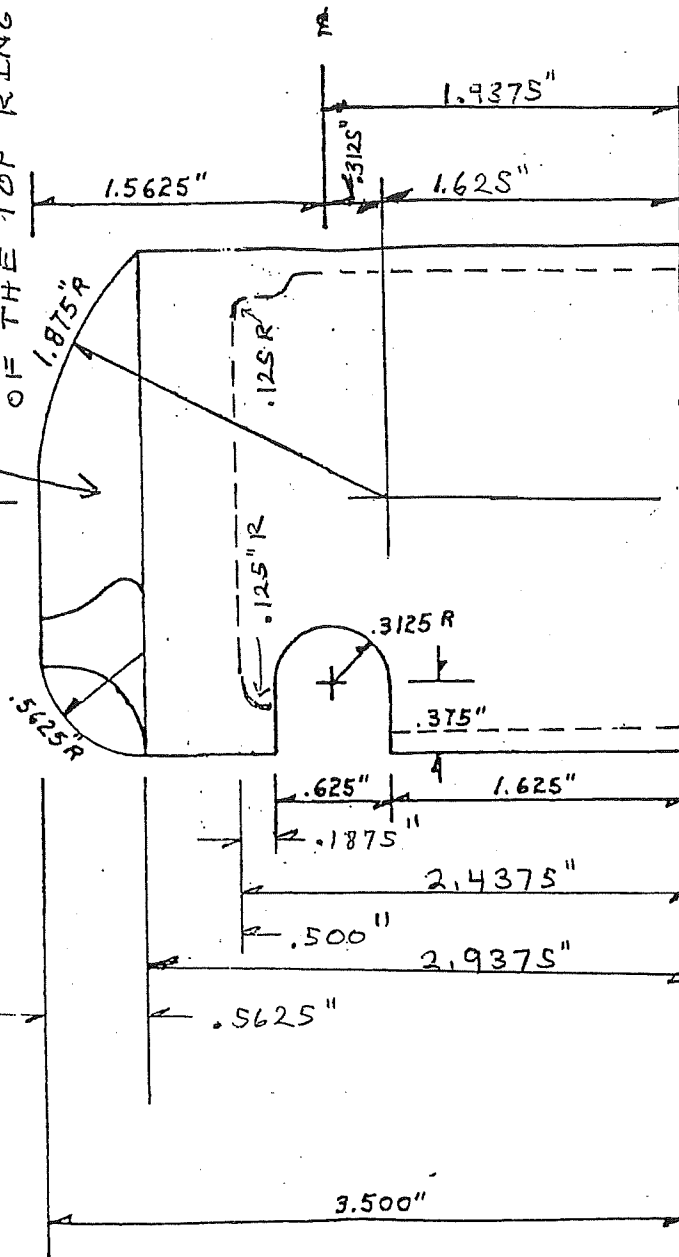 OF THE TOP RING
1.9375"
1.5625"
.3125"
1.625"
1.875"R
.125 R
.125" R
.3125 R
.5625"R
.375"
.625"
1.625"
.1875"
2.4375"
.500"
2.9375"
.5625"
3.500"